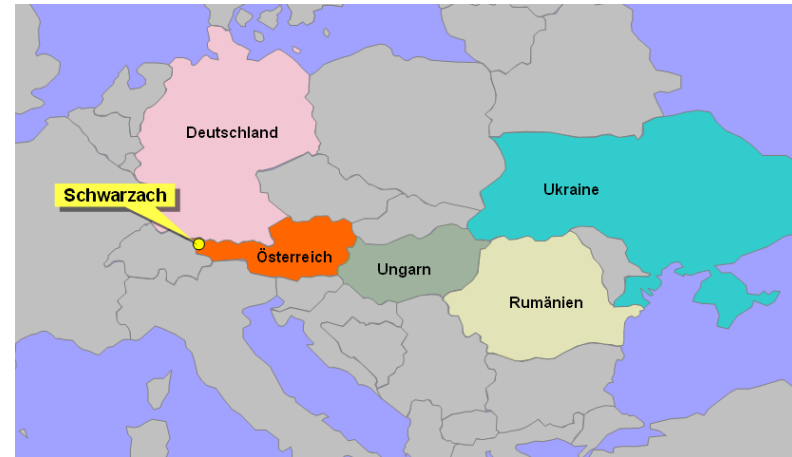 Deutschland
Schwarzach
Ukraine
Österreich
Ungarn
Rumänien